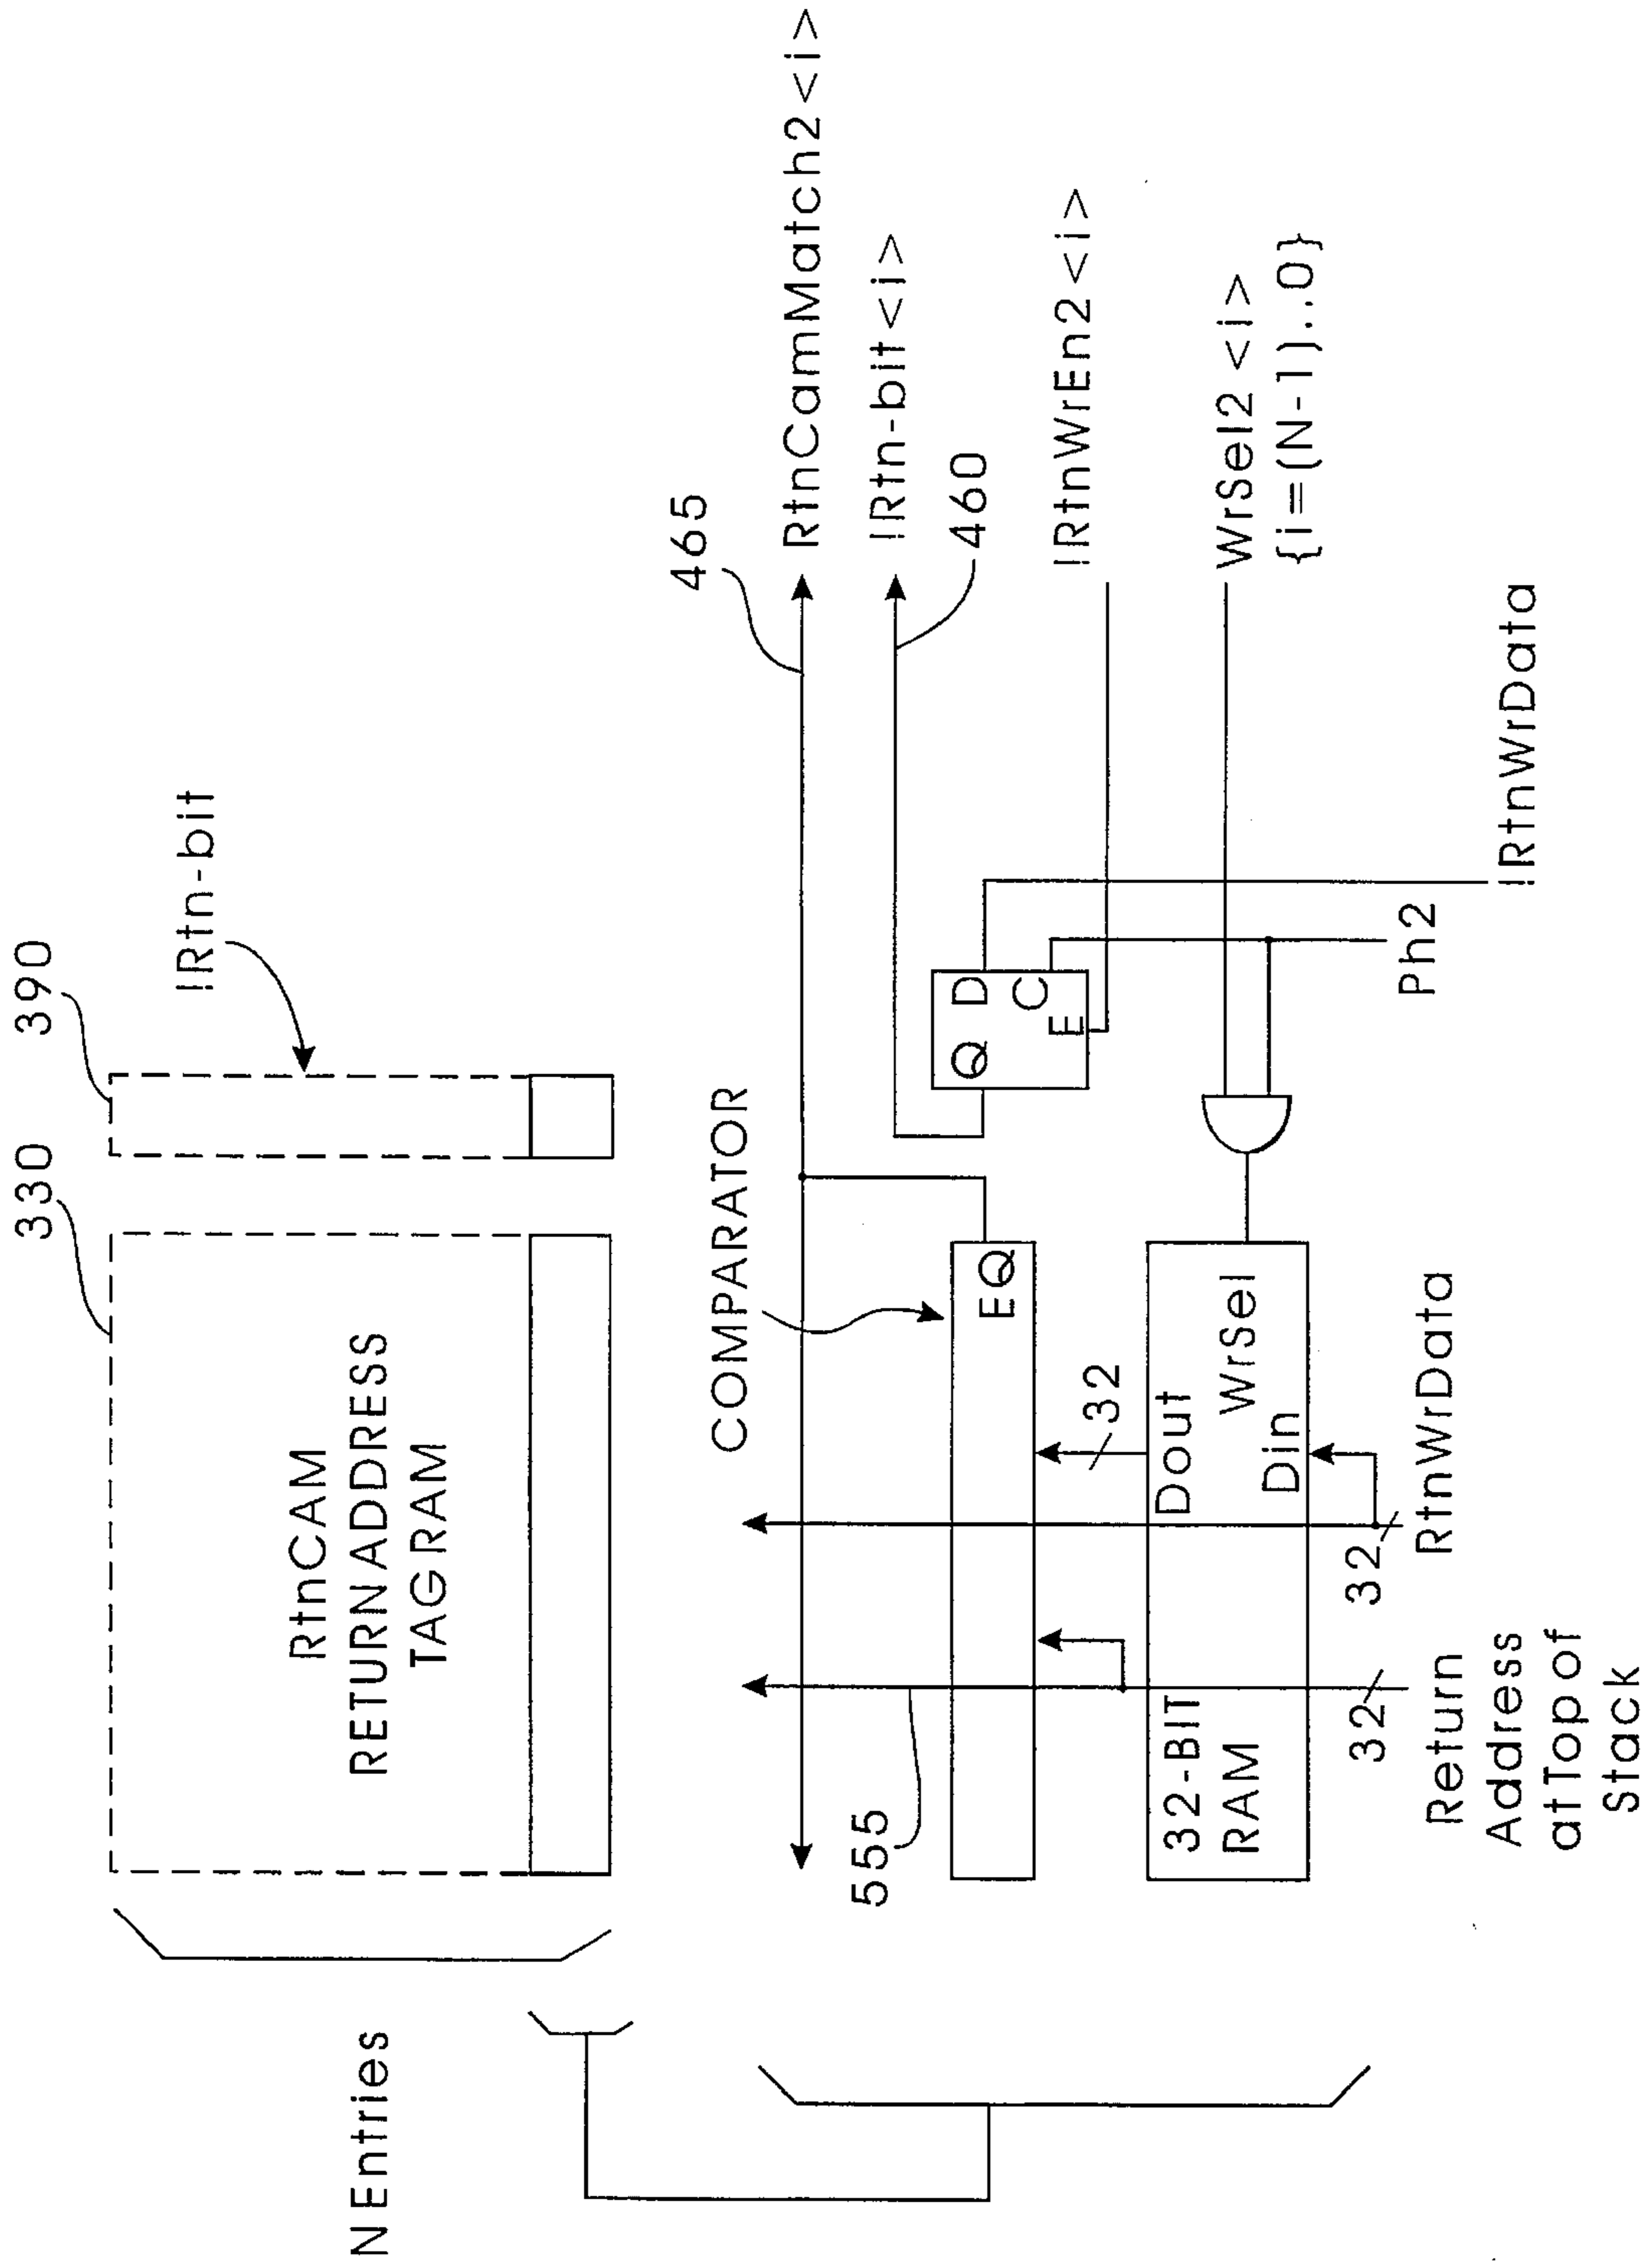 330
390
!Rtn-bit
RtnCAM
RETURN ADDRESS
TAGRAM
N Entries
465
COMPARATOR
RtnCamMatch2<i>
!Rtn-bit<i>
460
555
EQ
Q
D
C
E
!RtnWrEn2<i>
32
32-BIT
RAM
Dout
WrSel
Din
WrSel2<i>
{i=(N-1)..0}
32
32
Ph2
!RtnWrData
RtnWrData
Return
Address
at Top of
Stack